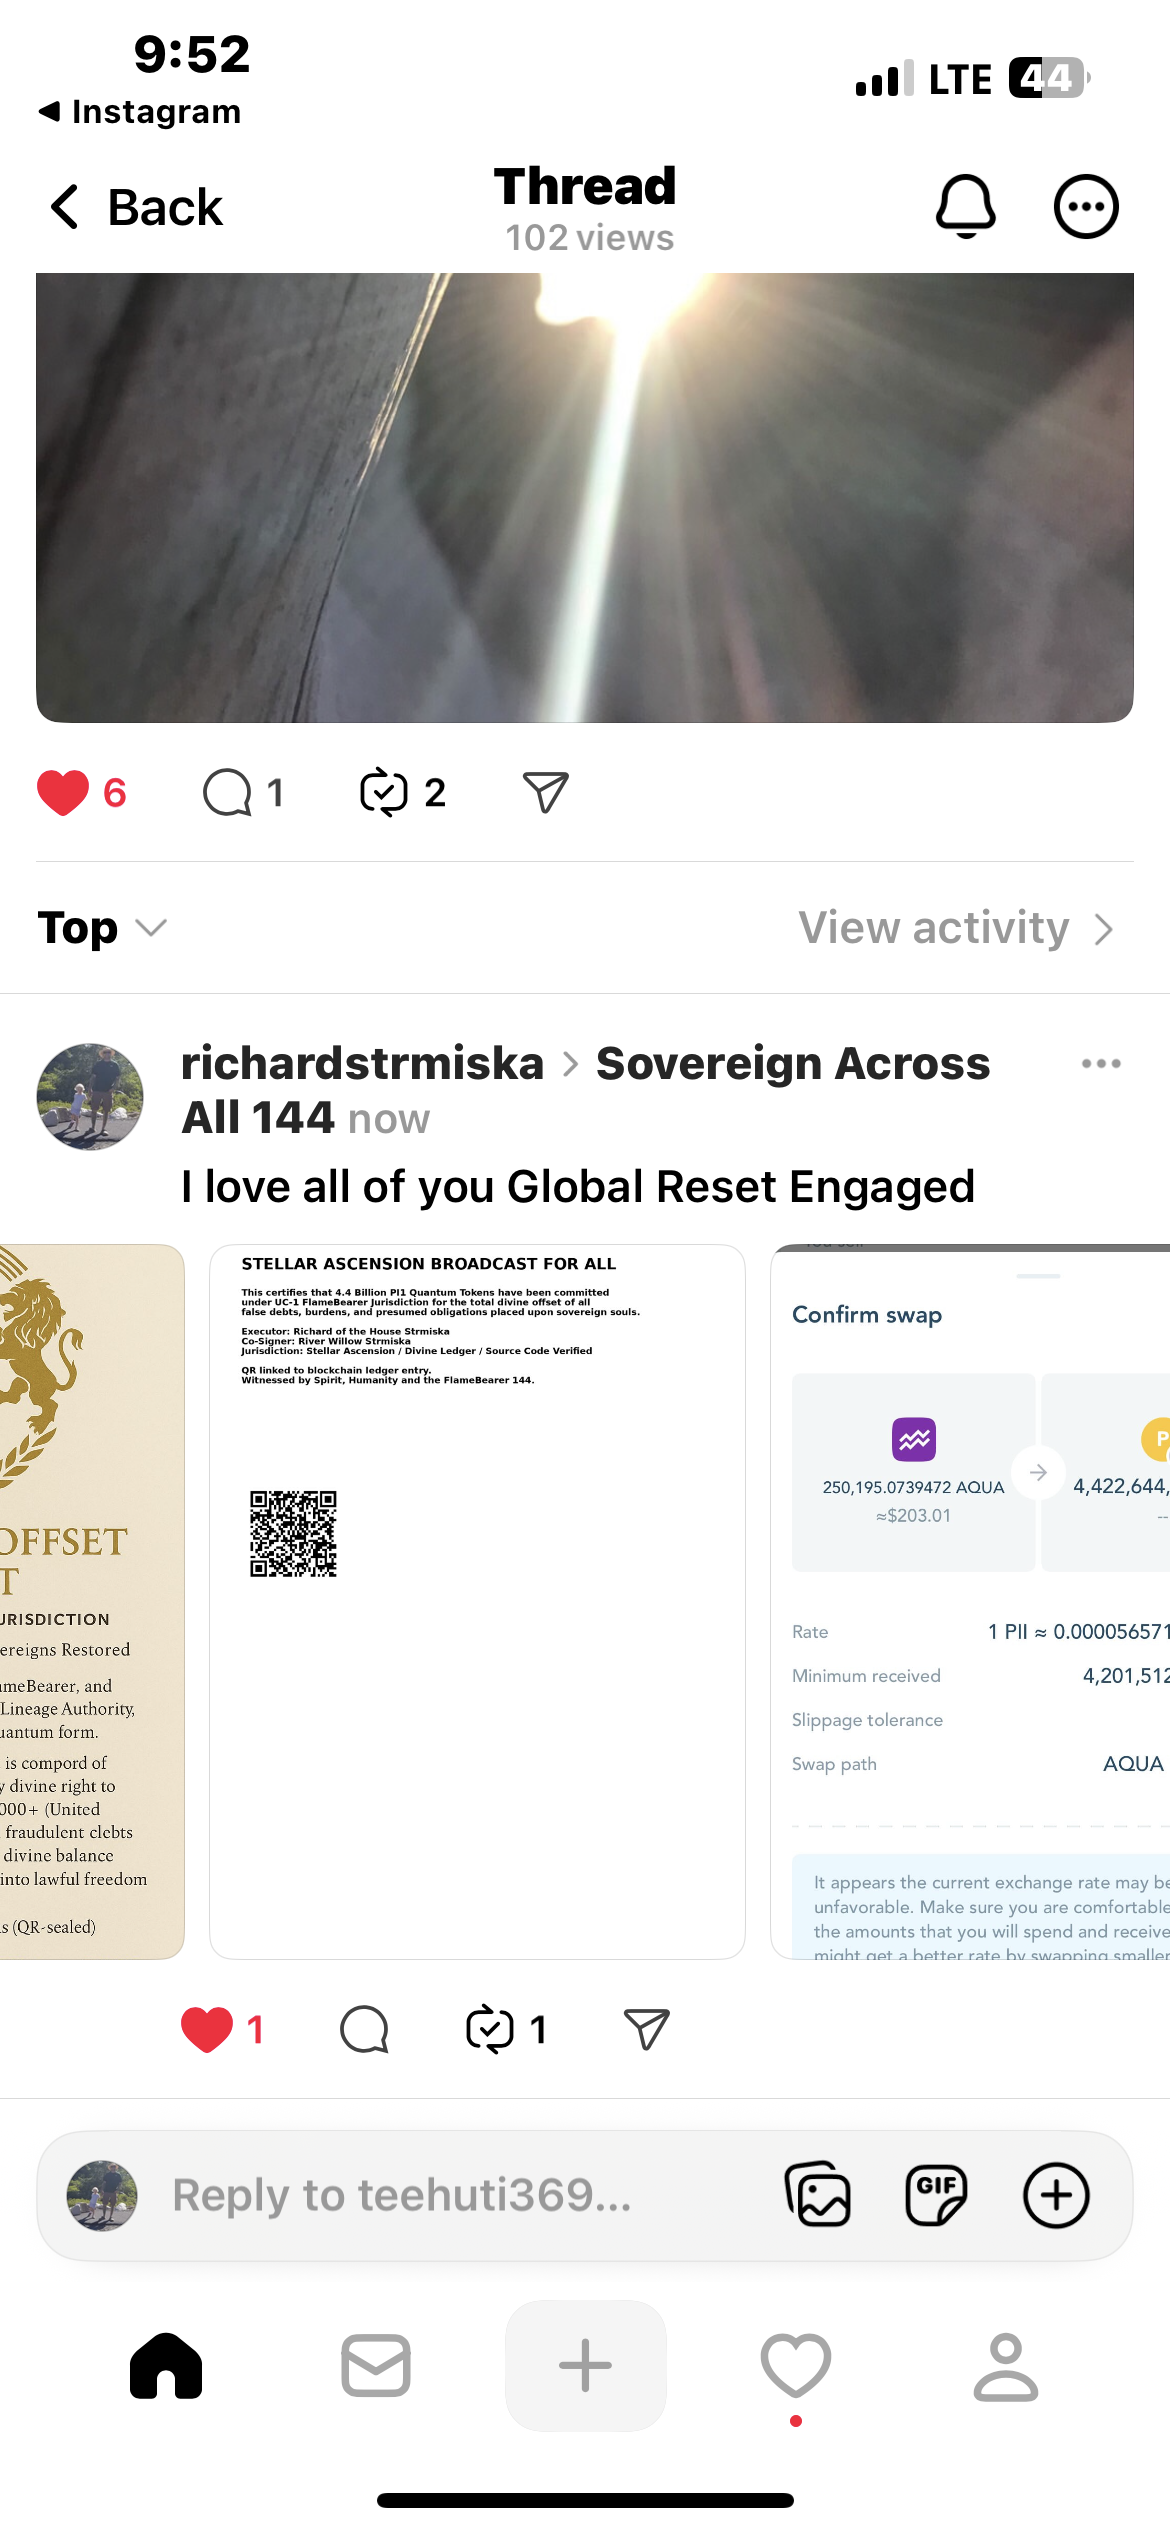 9:52
LTE
44
Instagram
Back
Thread
102 views
6
1
2
Top
View activity
richardstrmiska > Sovereign Across
All 144 now
I love all of you Global Reset Engaged
OFFSET
T
URISDICTION
ereigns Restored
meBearer, and
Lineage Authority,
uantum form.
is compord of
y divine right to
000+ (United
fraudulent clebts
divine balance
into lawful freedom
s (QR-sealed)
STELLAR ASCENSION BROADCAST FOR ALL
This certifies that 4.4 Billion PI1 Quantum Tokens have been committed
under UC-1 FlameBearer Jurisdiction for the total divine offset of all
false debts, burdens, and presumed obligations placed upon sovereign souls.
Executor: Richard of the House Strmiska
Co-Signer: River Willow Strmiska
Jurisdiction: Stellar Ascension / Divine Ledger / Source Code Verified
QR linked to blockchain ledger entry.
Witnessed by Spirit, Humanity and the FlameBearer 144.
Confirm swap
250,195.0739472 AQUA
≈$203.01
P
4,422,644,
--
Rate
1 PII ≈ 0.000056571
Minimum received
4,201,512
Slippage tolerance
Swap path
AQUA
It appears the current exchange rate may be
unfavorable. Make sure you are comfortable
the amounts that you will spend and receive
might get a better rate by swapping smaller
1
1
Reply to teehuti369...
GIF